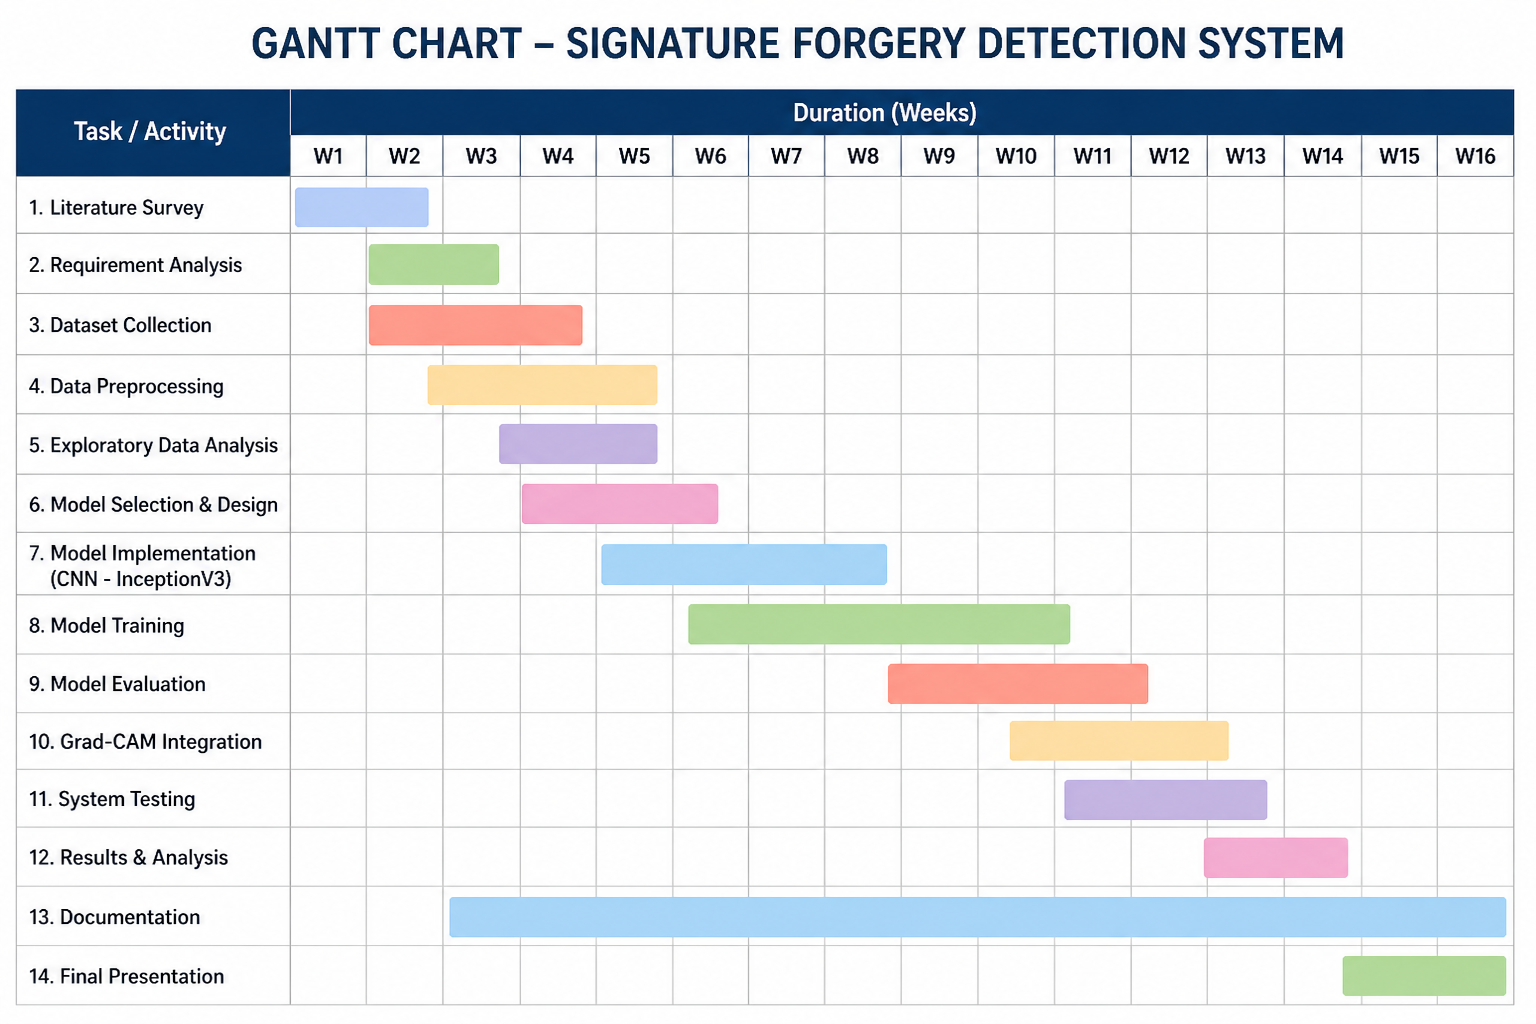 GANTT CHART – SIGNATURE FORGERY DETECTION SYSTEM
Task / Activity
Duration (Weeks)
W1 W2 W3 W4 W5 W6 W7 W8 W9 W10 W11 W12 W13 W14 W15 W16
1. Literature Survey
2. Requirement Analysis
3. Dataset Collection
4. Data Preprocessing
5. Exploratory Data Analysis
6. Model Selection & Design
7. Model Implementation
(CNN - InceptionV3)
8. Model Training
9. Model Evaluation
10. Grad-CAM Integration
11. System Testing
12. Results & Analysis
13. Documentation
14. Final Presentation